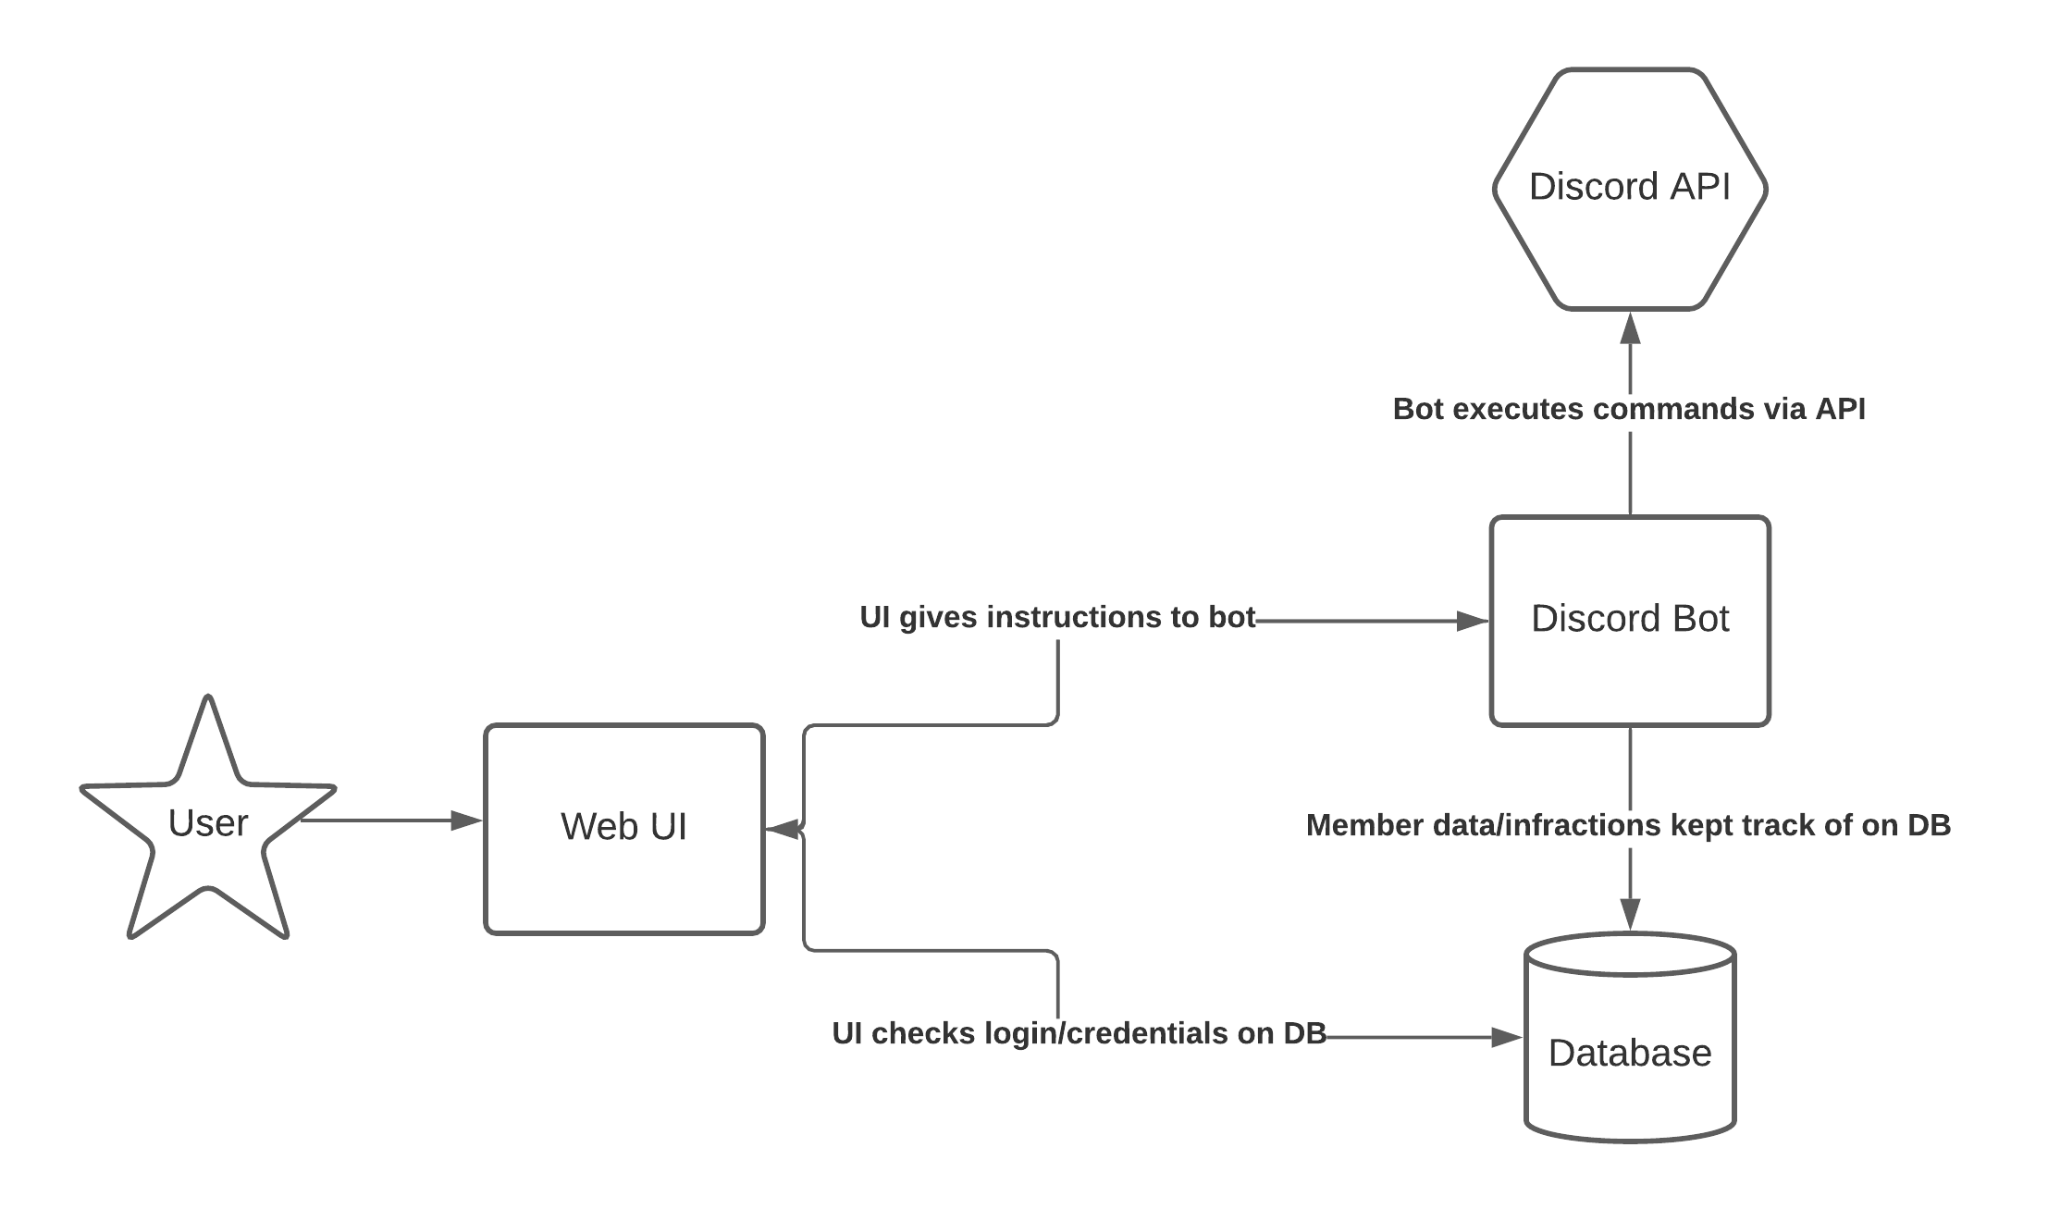 Discord API
Bot executes commands via API
UI gives instructions to bot
Discord Bot
User
Web UI
Member data/infractions kept track of on DB
UI checks login/credentials on DB
Database